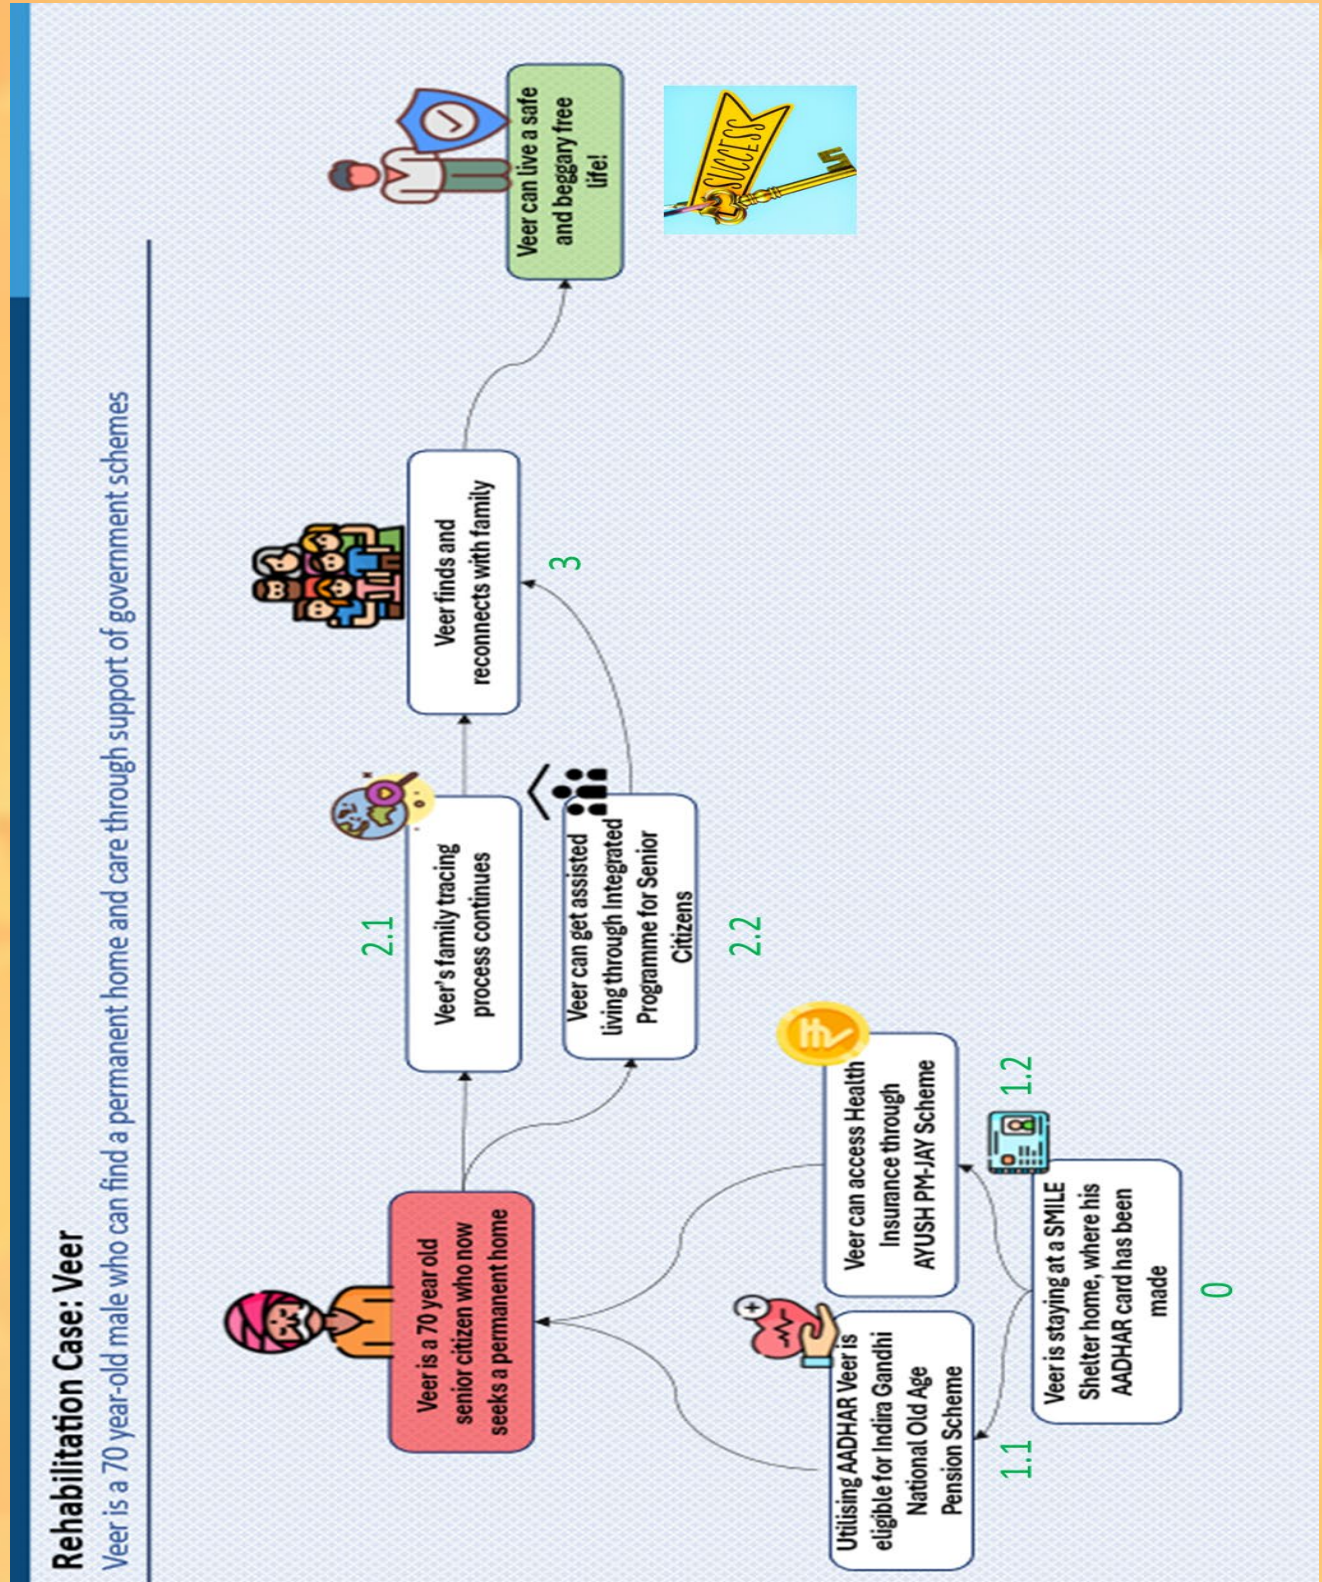 Rehabilitation Case: Veer
Veer is a 70 year-old male who can find a permanent home and care through support of government schemes
Veer is a 70 year old
senior citizen who now
seeks a permanent home
2.1
Veer's family tracing
process continues
Veer can get assisted
living through Integrated
Programme for Senior
Citizens
2.2
Veer finds and
reconnects with family
3
Veer can live a safe
and beggary free
life!
SUCCESS
Utilising AADHAR Veer is
eligible for Indira Gandhi
National Old Age
Pension Scheme
1.1
Veer can access Health
Insurance through
AYUSH PM-JAY Scheme
1.2
Veer is staying at a SMILE
Shelter home, where his
AADHAR card has been
made
0